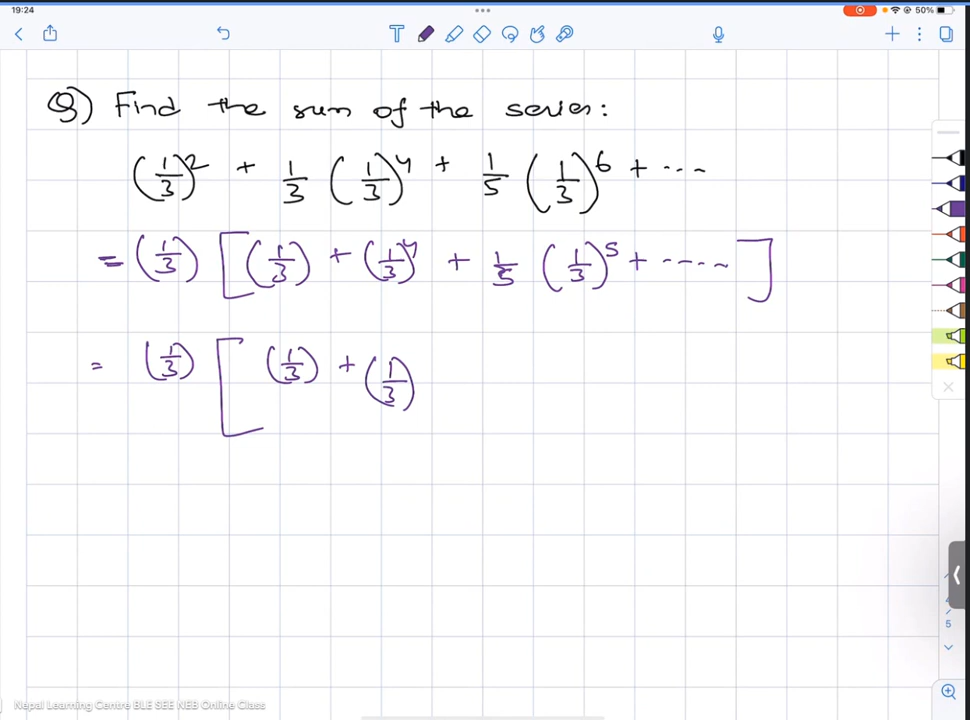 19:24
50%
Q) Find the sum of the series:
(1/3)^2 + 1/3 (1/3)^4 + 1/5 (1/3)^6 + ...
= (1/3) [ (1/3) + (1/3)^4 + 1/5 (1/3)^5 + .... ]
= (1/3) [ (1/3) + (1/3)
5
Nepal Learning Centre BLE SEE NEB Online Class